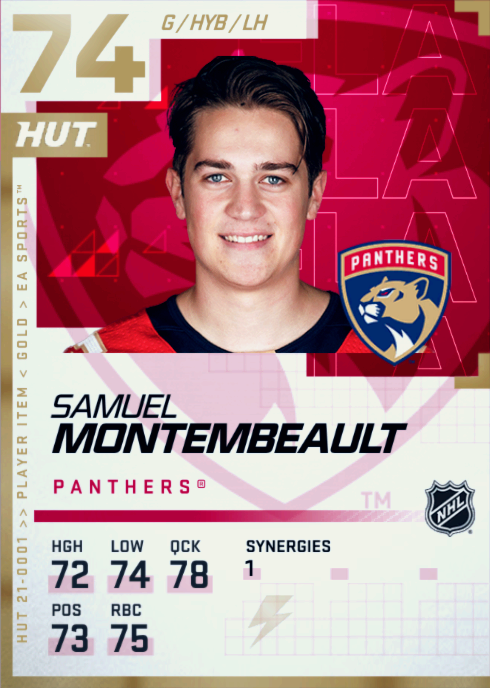 74
G / HYB / LH
HUT
HUT 21-0001 >> PLAYER ITEM < GOLD > EA SPORTS™
PANTHERS
SAMUEL
MONTEMBEAULT
PANTHERS®
TM
NHL
HGH LOW QCK SYNERGIES
72 74 78 1
POS RBC
73 75